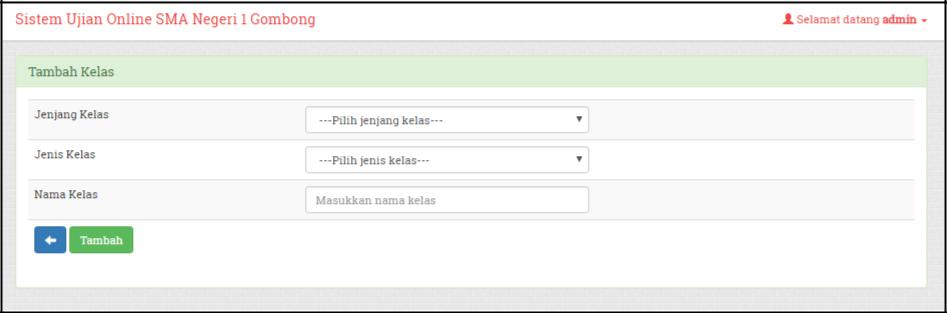 Sistem Ujian Online SMA Negeri 1 Gombong
Selamat datang admin
Tambah Kelas
Jenjang Kelas
---Pilih jenjang kelas---
Jenis Kelas
---Pilih jenis kelas---
Nama Kelas
Masukkan nama kelas
Tambah